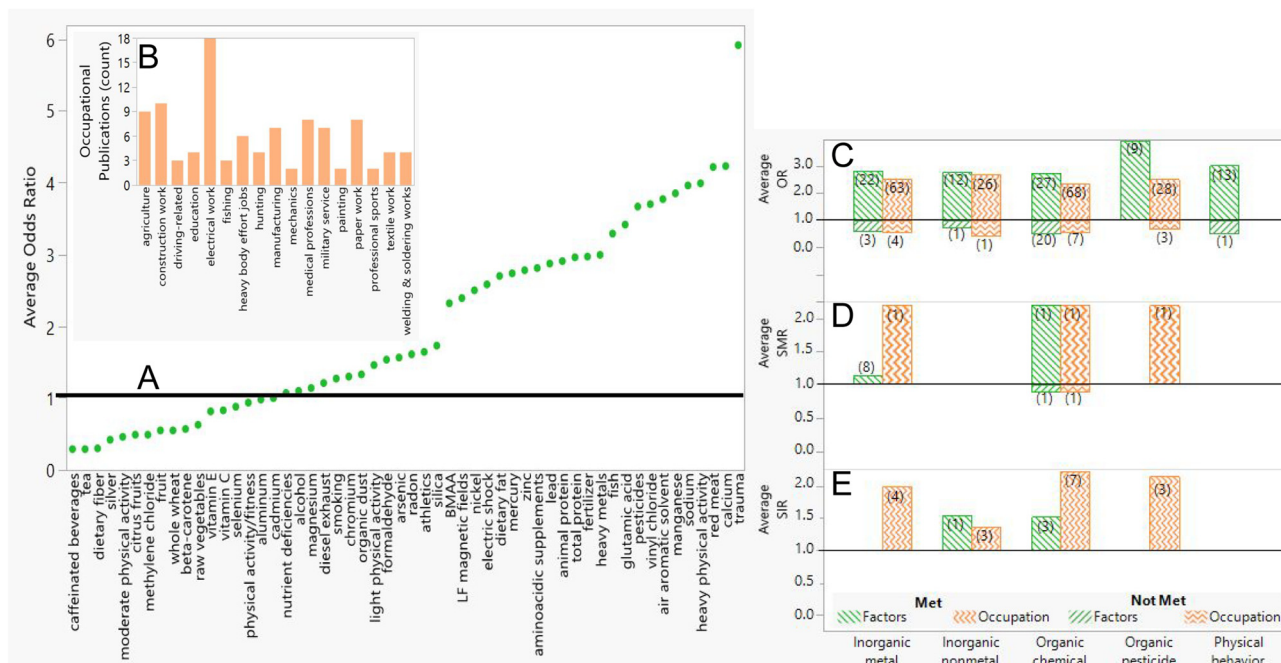 6
5
4
3
2
1
0
Average Odds Ratio
A
caffeinated beverages
tea
dietary fiber
silver
moderate physical activity
citrus fruits
methylene chloride
fruit
whole wheat
beta-carotene
raw vegetables
vitamin E
vitamin C
selenium
physical activity/fitness
aluminum
cadmium
nutrient deficiencies
alcohol
magnesium
diesel exhaust
smoking
chromium
organic dust
light physical activity
formaldehyde
arsenic
radon
athletics
silica
BMAA
LF magnetic fields
nickel
electric shock
dietary fat
mercury
zinc
aminoacidic supplements
lead
animal protein
total protein
fertilizer
heavy metals
fish
glutamic acid
pesticides
vinyl chloride
air aromatic solvent
manganese
sodium
heavy physical activity
red meat
calcium
trauma
B
Occupational
Publications (count)
18
15
12
9
6
3
0
agriculture
construction work
driving-related
education
electrical work
fishing
heavy body effort jobs
hunting
manufacturing
mechanics
medical professions
military service
painting
paper work
professional sports
textile work
welding & soldering works
C
Average
OR
3.0
2.0
1.0
0.0
(22) (63) (12) (26) (27) (68) (9) (28) (13)
(3) (4) (1) (1) (20) (7) (3) (1)
D
Average
SMR
2.0
1.5
1.0
0.5
0.0
(8) (1) (1) (1) (1)
(1) (1)
E
Average
SIR
2.0
1.5
1.0
0.5
0.0
(4) (1) (3) (3) (7) (3)
Met Not Met
Factors Occupation Factors Occupation
Inorganic Inorganic Organic Organic Physical
metal nonmetal chemical pesticide behavior